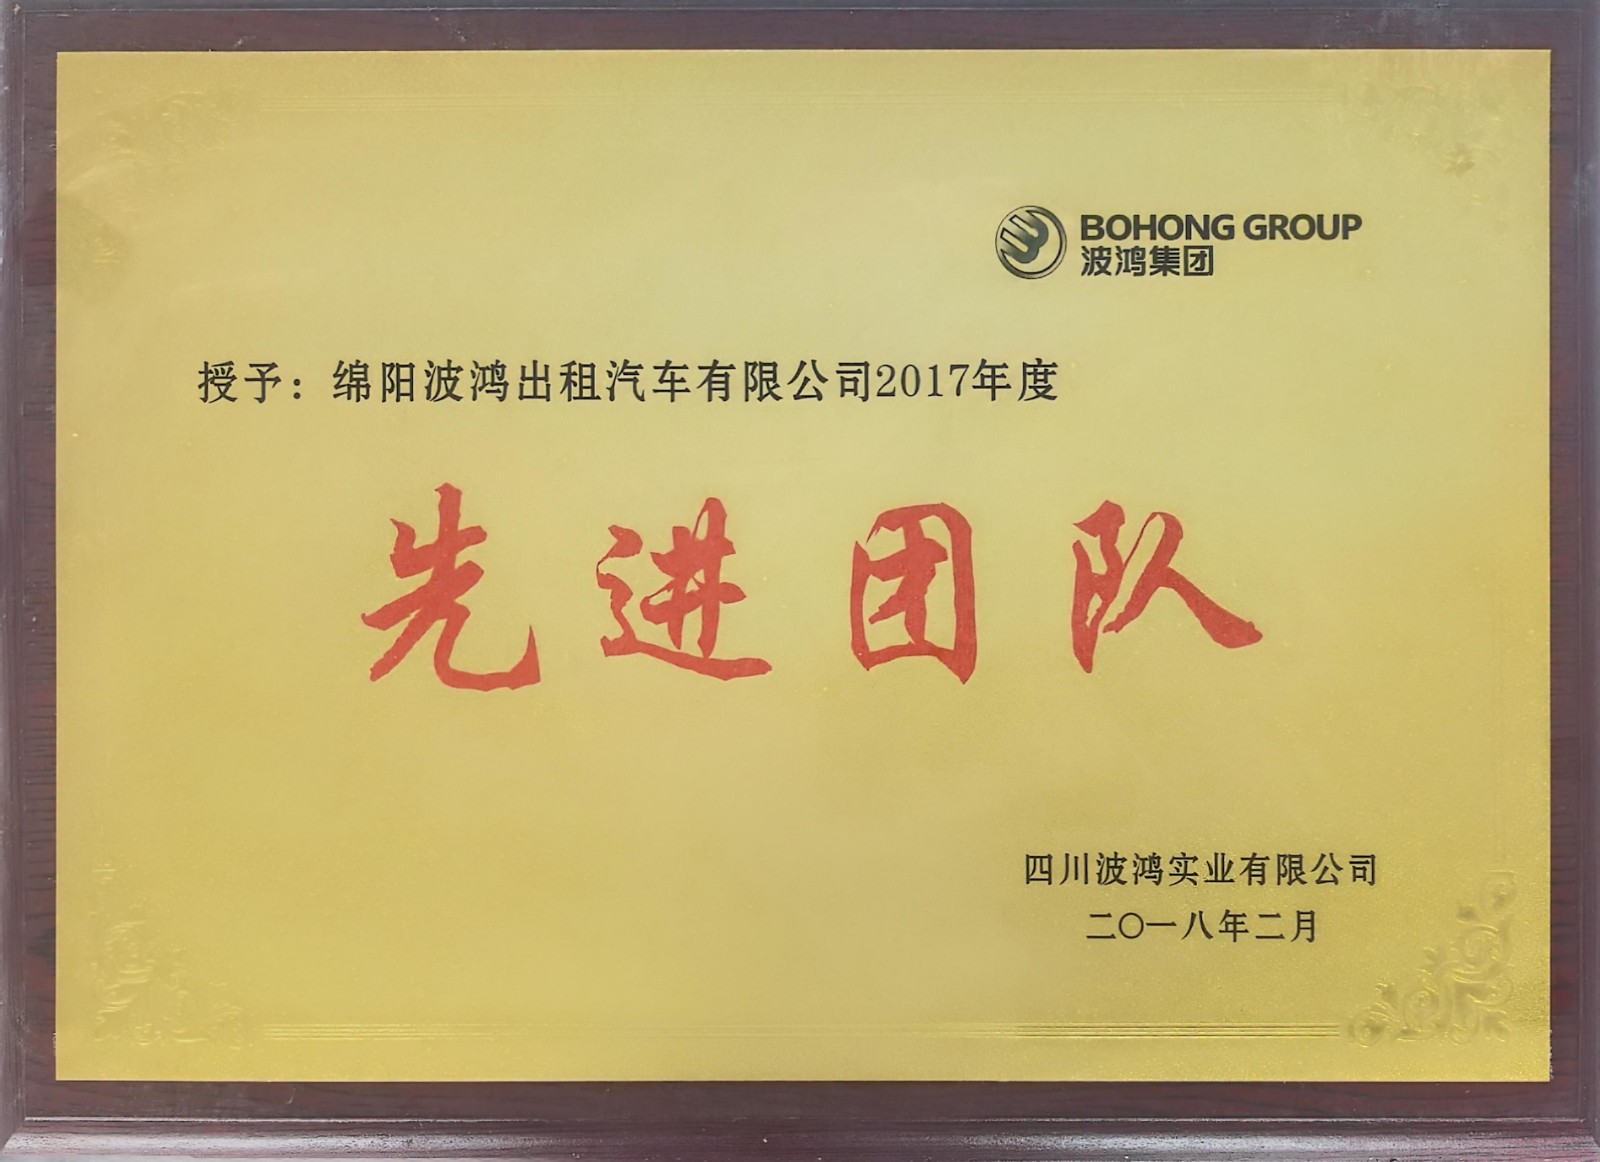 BOHONG GROUP
波鸿集团
授予：绵阳波鸿出租汽车有限公司2017年度
先进团队
四川波鸿实业有限公司
二〇一八年二月